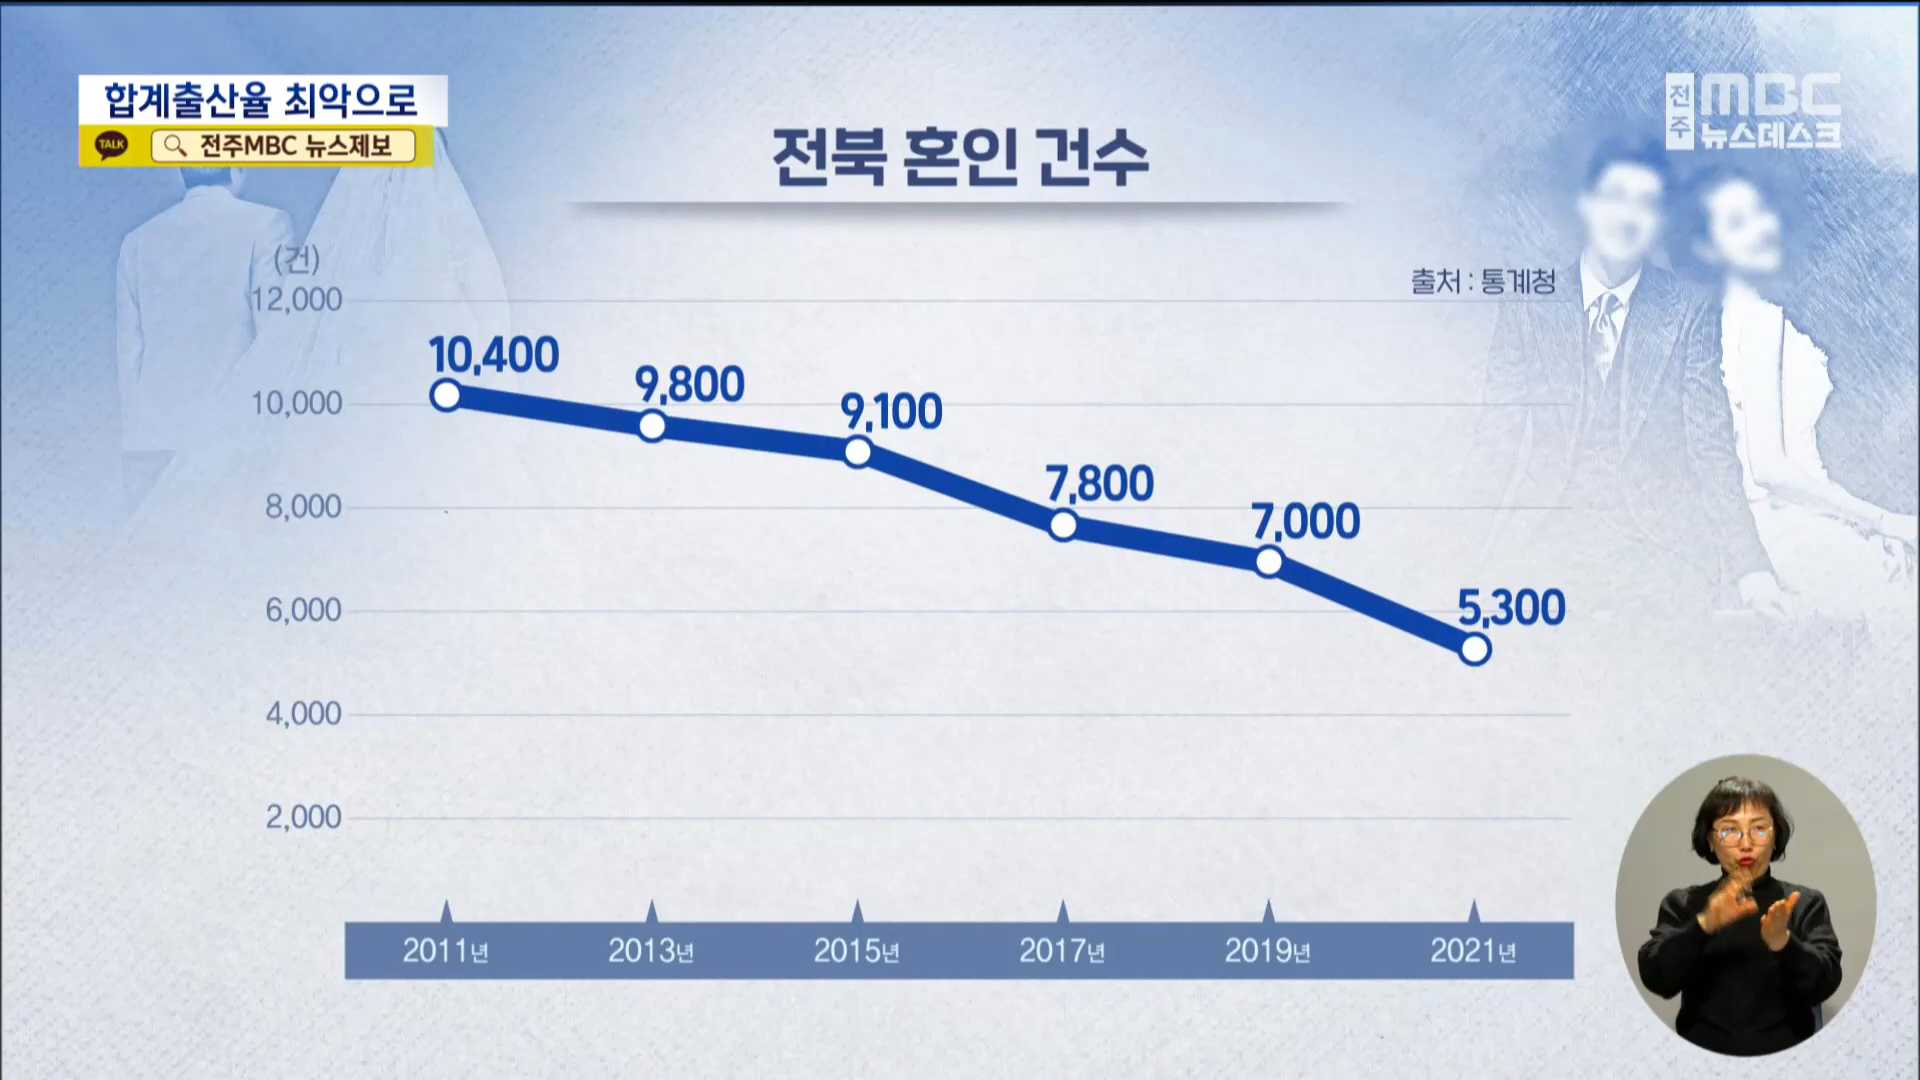 합계출산율 최악으로
TALK 전주MBC 뉴스제보
전주 MBC
뉴스데스크
전북 혼인 건수
(건)
출처 : 통계청
12,000
10,000
8,000
6,000
4,000
2,000
10,400
9,800
9,100
7,800
7,000
5,300
2011년 2013년 2015년 2017년 2019년 2021년